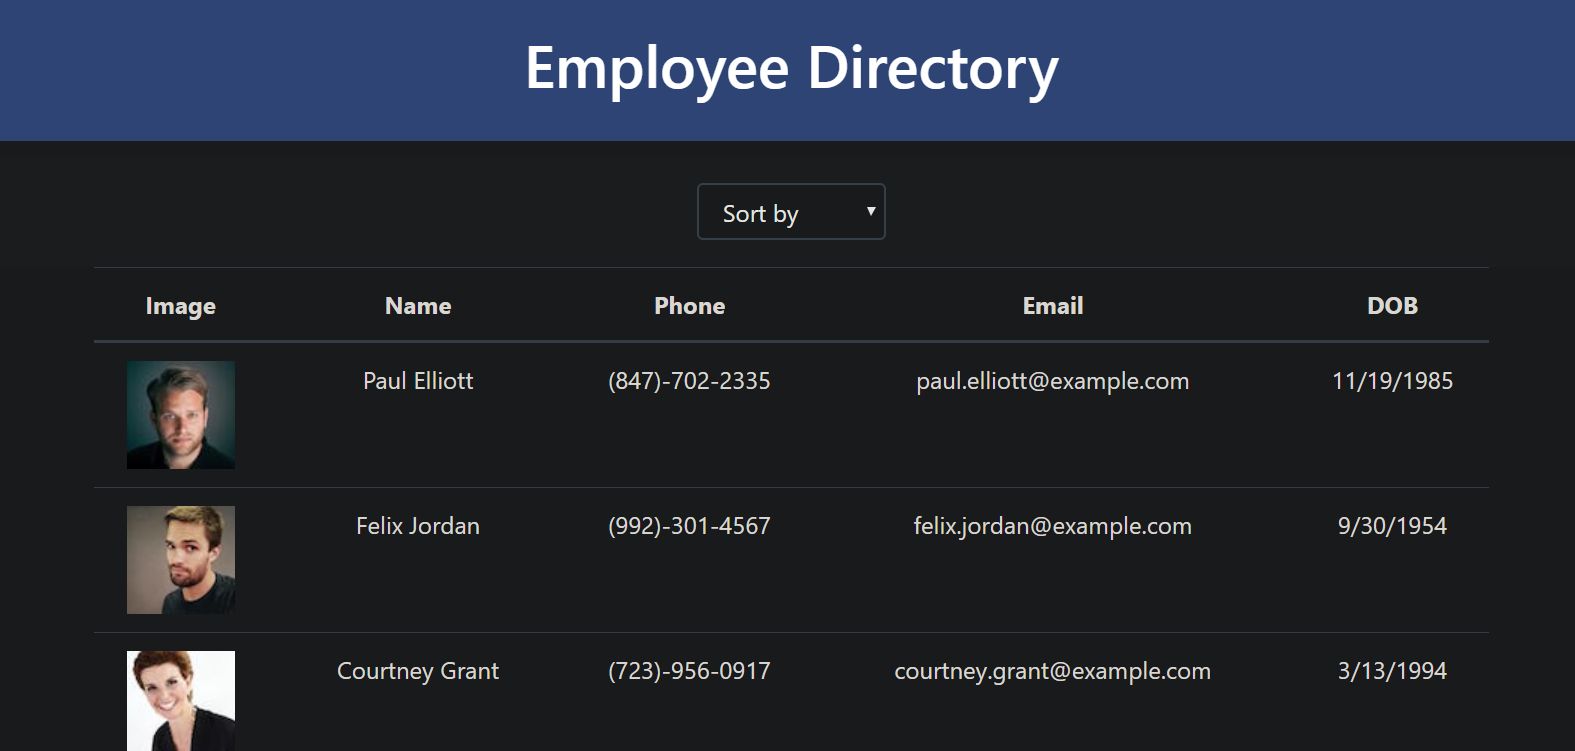 Employee Directory
Sort by
Image Name Phone Email DOB
Paul Elliott (847)-702-2335 paul.elliott@example.com 11/19/1985
Felix Jordan (992)-301-4567 felix.jordan@example.com 9/30/1954
Courtney Grant (723)-956-0917 courtney.grant@example.com 3/13/1994